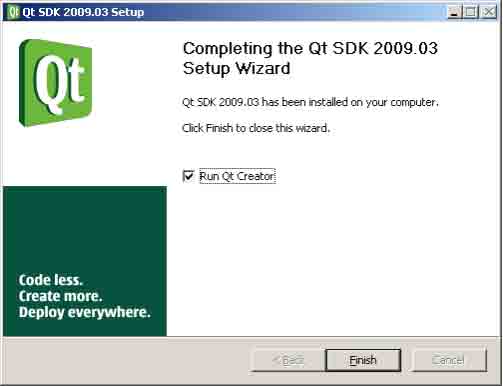 Qt SDK 2009.03 Setup
Qt
Completing the Qt SDK 2009.03
Setup Wizard
Qt SDK 2009.03 has been installed on your computer.
Click Finish to close this wizard.
Run Qt Creator
Code less.
Create more.
Deploy everywhere.
< Back
Finish
Cancel